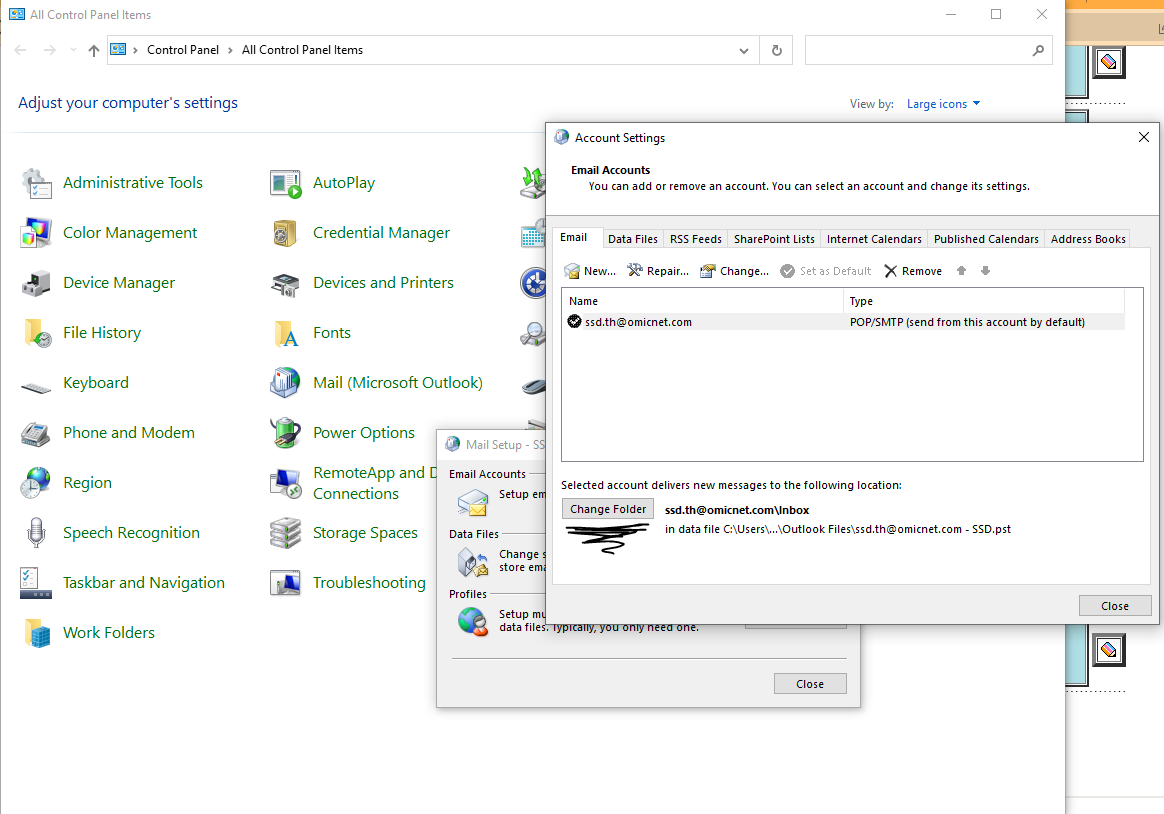 All Control Panel Items
Control Panel > All Control Panel Items
Adjust your computer's settings
View by: Large icons
Administrative Tools
AutoPlay
Color Management
Credential Manager
Device Manager
Devices and Printers
File History
Fonts
Keyboard
Mail (Microsoft Outlook)
Phone and Modem
Power Options
Region
RemoteApp and D
Connections
Speech Recognition
Storage Spaces
Taskbar and Navigation
Troubleshooting
Work Folders
Mail Setup - SS
Email Accounts
Setup em
Data Files
Change s
store ema
Profiles
Setup mu
data files. Typically, you only need one.
Close
Account Settings
Email Accounts
You can add or remove an account. You can select an account and change its settings.
Email
Data Files
RSS Feeds
SharePoint Lists
Internet Calendars
Published Calendars
Address Books
New...
Repair...
Change...
Set as Default
Remove
Name
Type
ssd.th@omicnet.com
POP/SMTP (send from this account by default)
Selected account delivers new messages to the following location:
Change Folder
ssd.th@omicnet.com\Inbox
in data file C:\Users\...\Outlook Files\ssd.th@omicnet.com - SSD.pst
Close